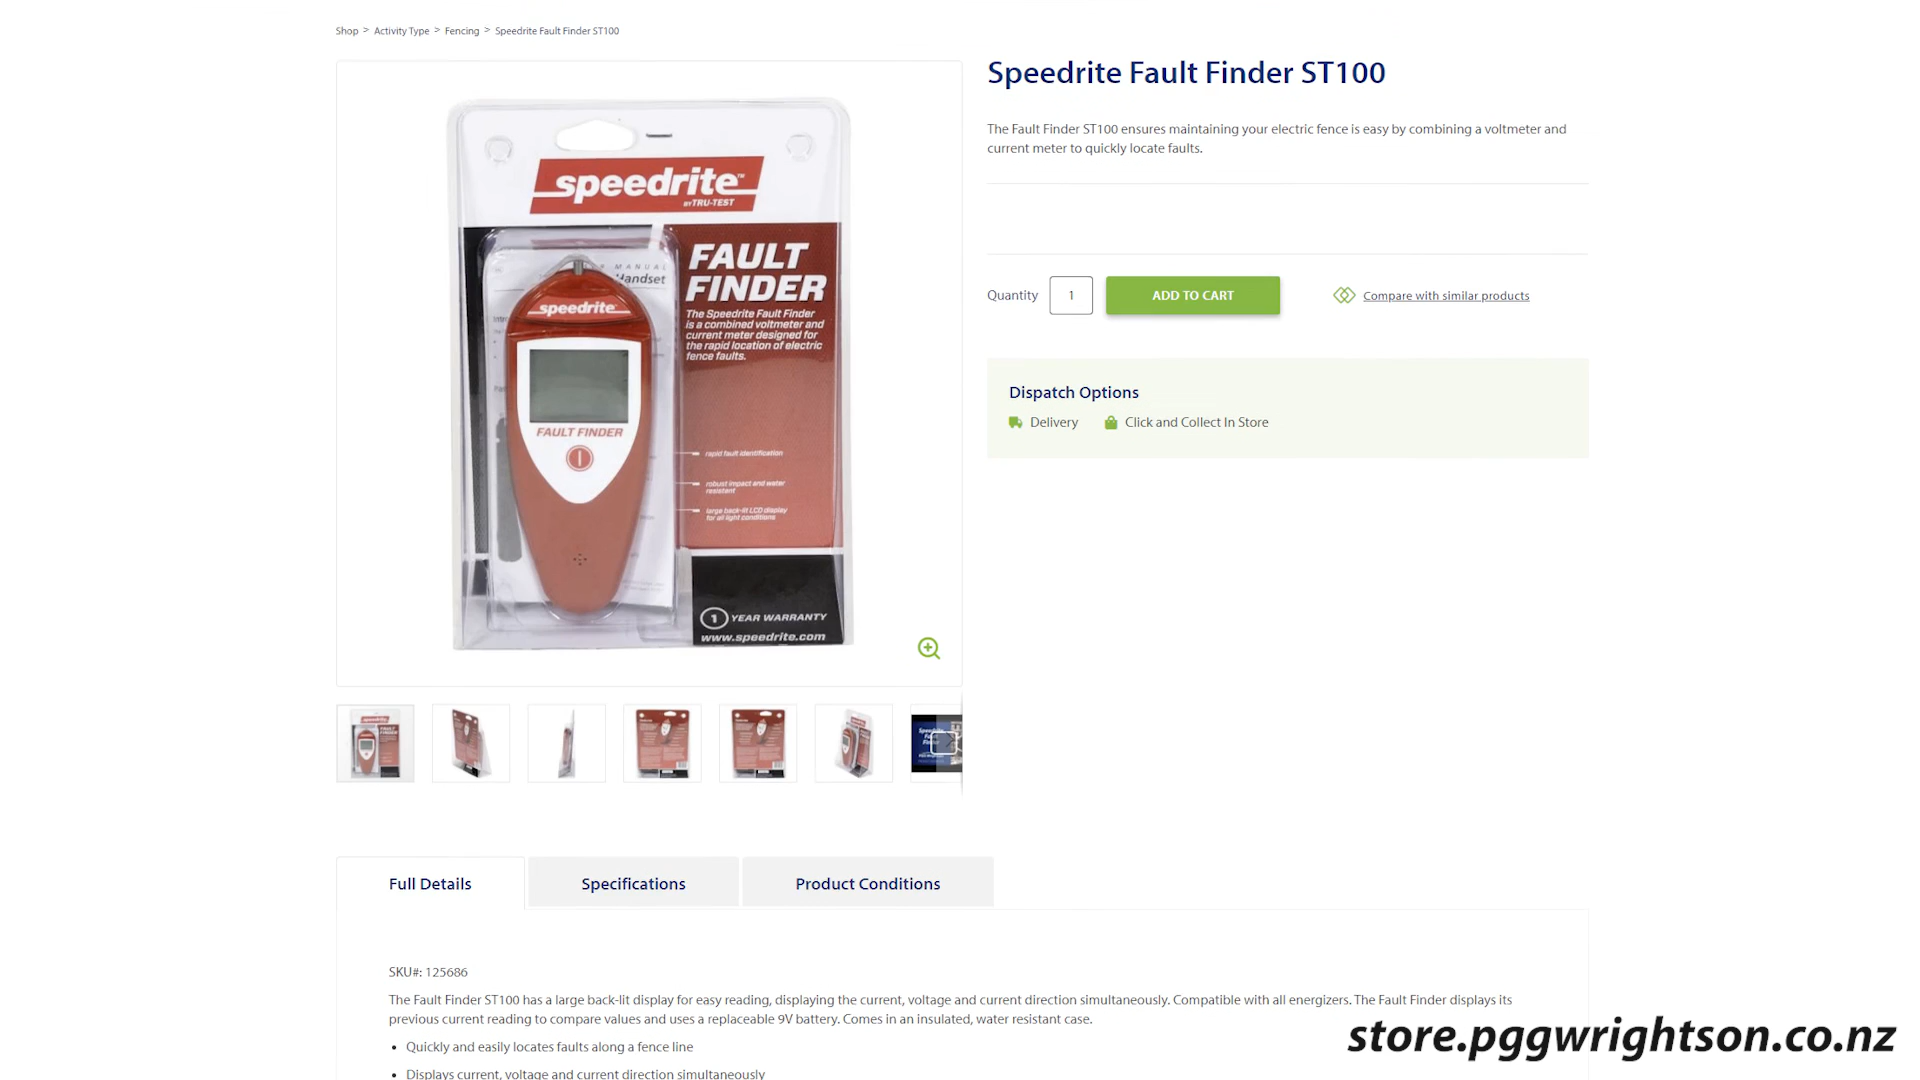 Shop > Activity Type > Fencing > Speedrite Fault Finder ST100
Speedrite Fault Finder ST100
The Fault Finder ST100 ensures maintaining your electric fence is easy by combining a voltmeter and
current meter to quickly locate faults.
Quantity 1 ADD TO CART Compare with similar products
Dispatch Options
Delivery Click and Collect In Store
speedrite™
BY TRU-TEST
MANUAL
Handset
FAULT
FINDER
The Speedrite Fault Finder
is a combined voltmeter and
current meter designed for
the rapid location of electric
fence faults.
speedrite
FAULT FINDER
rapid fault identification
robust impact and water
resistant
large back-lit LCD display
for all light conditions
1 YEAR WARRANTY
www.speedrite.com
Full Details Specifications Product Conditions
SKU#: 125686
The Fault Finder ST100 has a large back-lit display for easy reading, displaying the current, voltage and current direction simultaneously. Compatible with all energizers. The Fault Finder displays its
previous current reading to compare values and uses a replaceable 9V battery. Comes in an insulated, water resistant case.
• Quickly and easily locates faults along a fence line
• Displays current, voltage and current direction simultaneously
store.pggwrightson.co.nz